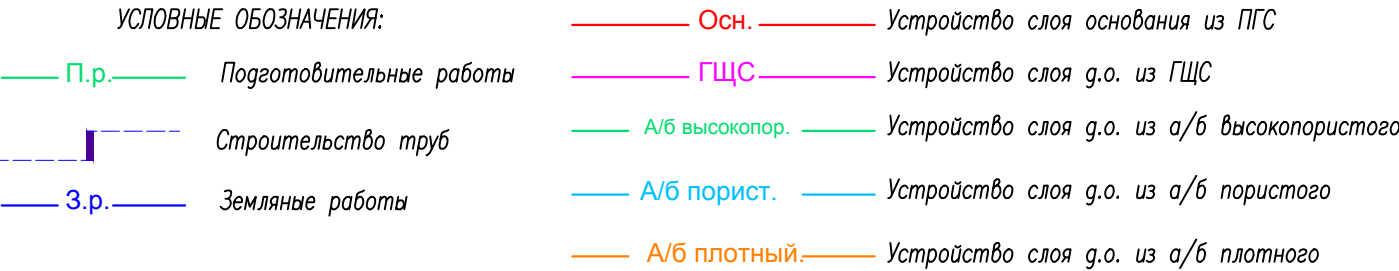 УСЛОВНЫЕ ОБОЗНАЧЕНИЯ:
П.р. Подготовительные работы
Строительство труб
З.р. Земляные работы
Осн. Устройство слоя основания из ПГС
ГЩС Устройство слоя д.о. из ГЩС
А/б высокопор. Устройство слоя д.о. из а/б высокопористого
А/б порист. Устройство слоя д.о. из а/б пористого
А/б плотный. Устройство слоя д.о. из а/б плотного